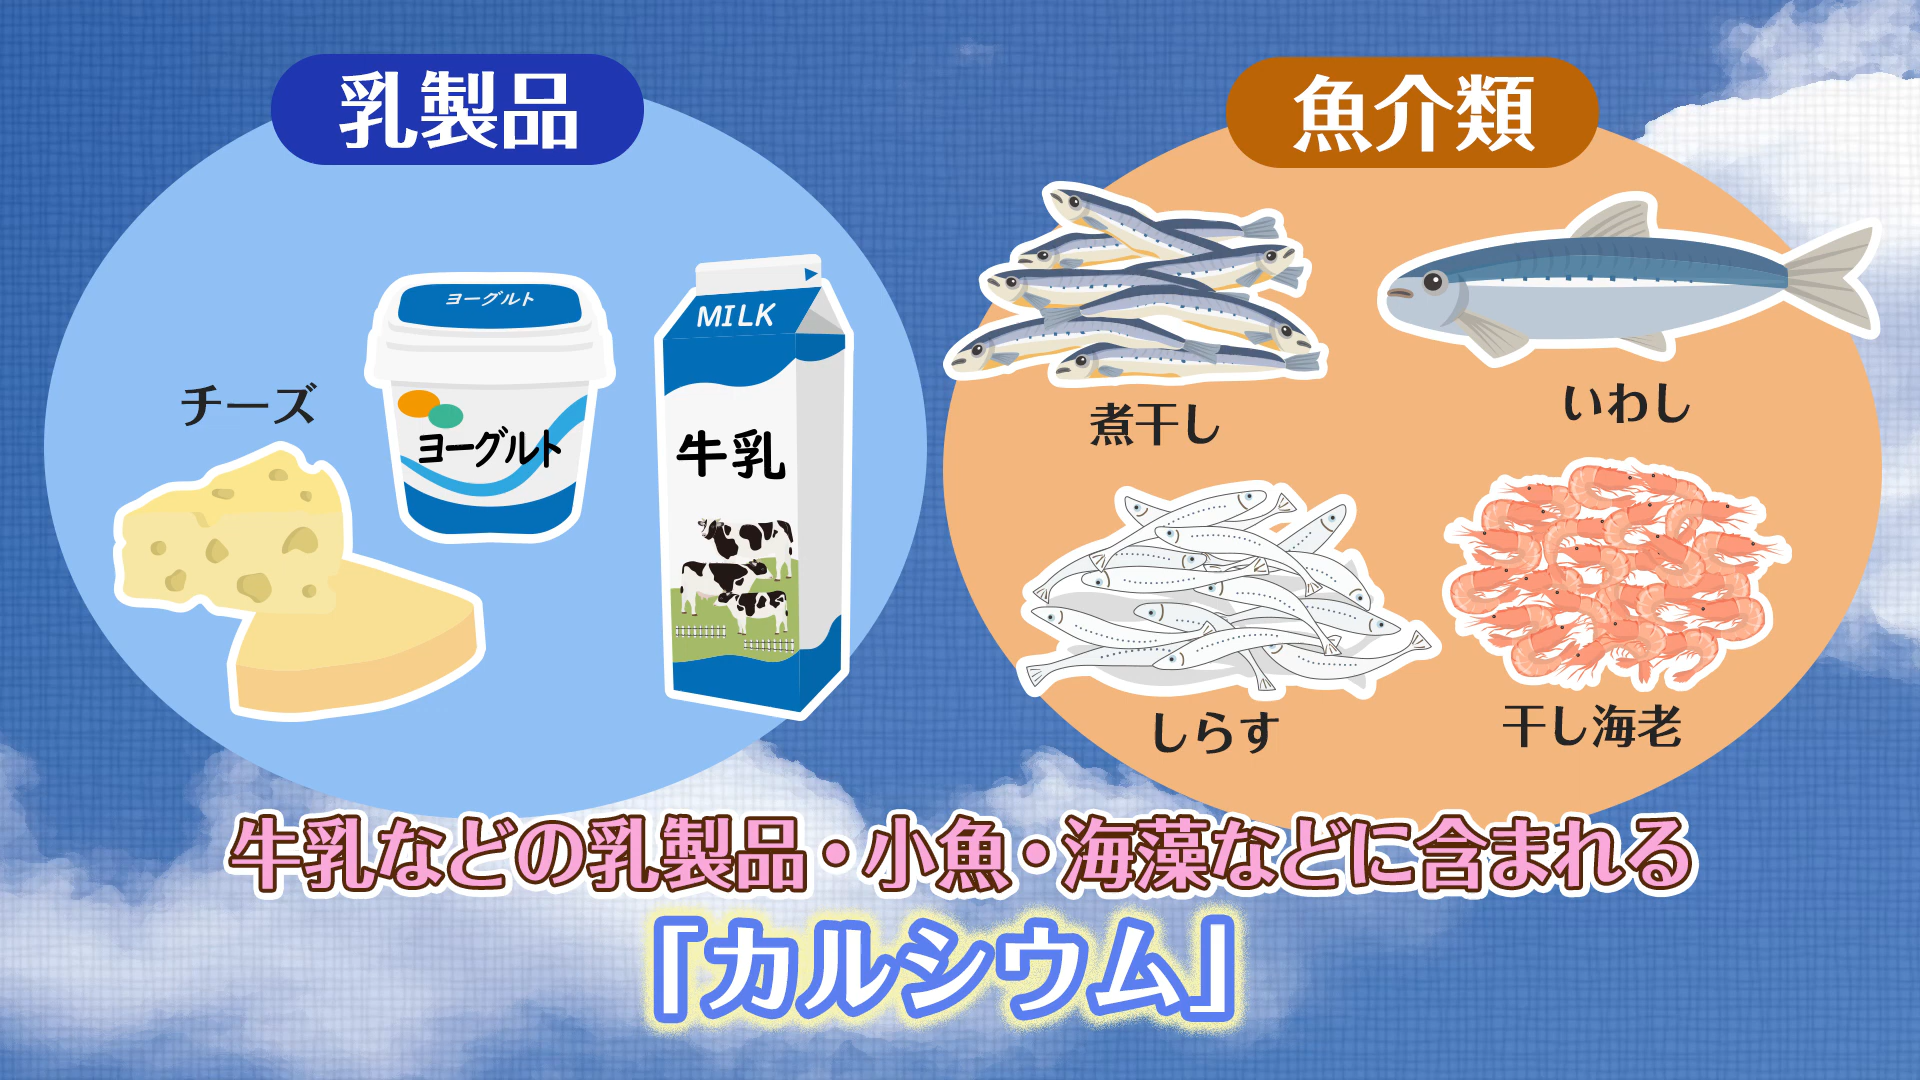 乳製品
チーズ
ヨーグルト
ヨーグルト
MILK
牛乳
魚介類
煮干し
いわし
しらす
干し海老
牛乳などの乳製品・小魚・海藻などに含まれる
「カルシウム」